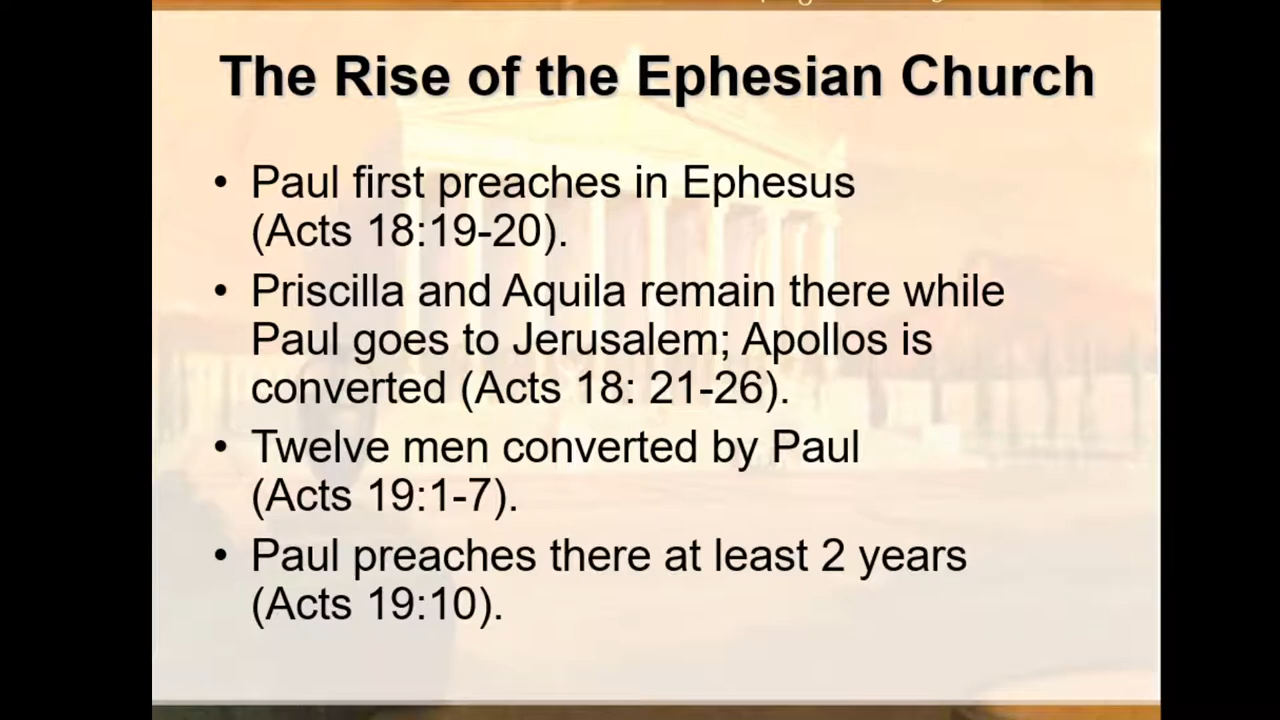 The Rise of the Ephesian Church
• Paul first preaches in Ephesus
(Acts 18:19-20).
• Priscilla and Aquila remain there while
Paul goes to Jerusalem; Apollos is
converted (Acts 18: 21-26).
• Twelve men converted by Paul
(Acts 19:1-7).
• Paul preaches there at least 2 years
(Acts 19:10).